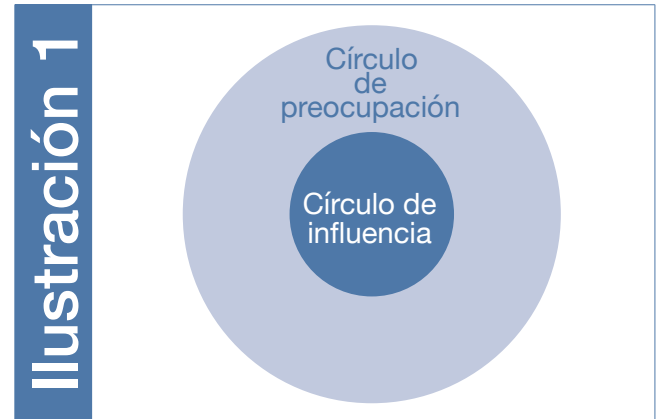 Ilustración 1
Círculo
de
preocupación
Círculo de
influencia